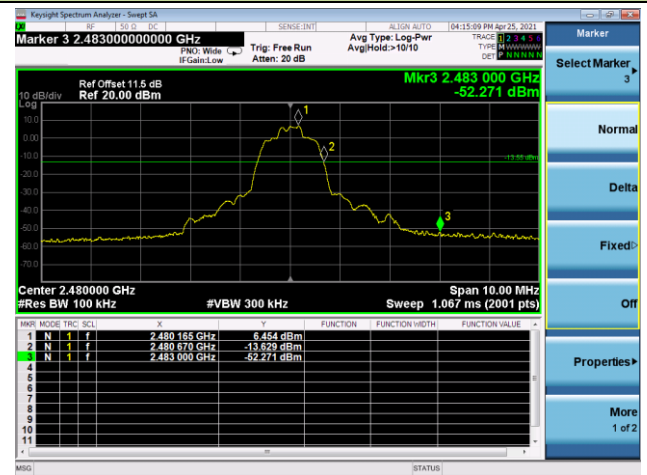 Keysight Spectrum Analyzer - Swept SA
RF 50 Ω DC SENSE:INT ALIGN AUTO 04:15:09 PM Apr 25, 2021
Marker 3 2.483000000000 GHz
PNO: Wide
IFGain:Low
Trig: Free Run
Atten: 20 dB
Avg Type: Log-Pwr
Avg|Hold:>10/10
TRACE 1 2 3 4 5 6
TYPE M WWWWW
DET P N N N N N
Ref Offset 11.5 dB
Ref 20.00 dBm
10 dB/div
Log
Mkr3 2.483 000 GHz
-52.271 dBm
10.0
0.00
-10.0
-20.0
-30.0
-40.0
-50.0
-60.0
-70.0
1
2
3
-13.55 dBm
Center 2.480000 GHz Span 10.00 MHz
#Res BW 100 kHz #VBW 300 kHz Sweep 1.067 ms (2001 pts)
MKR MODE TRC SCL X Y FUNCTION FUNCTION WIDTH FUNCTION VALUE
1 N 1 f 2.480 165 GHz 6.454 dBm
2 N 1 f 2.480 670 GHz -13.629 dBm
3 N 1 f 2.483 000 GHz -52.271 dBm
4
5
6
7
8
9
10
11
MSG STATUS
Marker
Select Marker
3
Normal
Delta
Fixed
Off
Properties
More
1 of 2